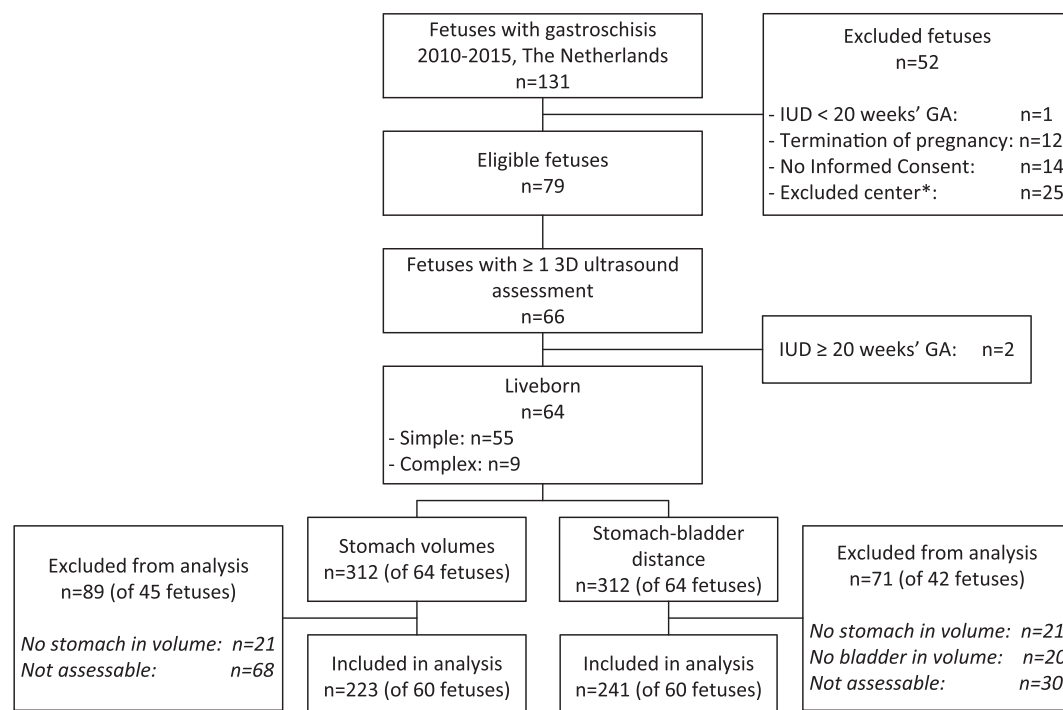 Fetuses with gastroschisis
2010-2015, The Netherlands
n=131
Excluded fetuses
n=52
- IUD < 20 weeks' GA: n=1
- Termination of pregnancy: n=12
- No Informed Consent: n=14
- Excluded center*: n=25
Eligible fetuses
n=79
Fetuses with ≥ 1 3D ultrasound
assessment
n=66
IUD ≥ 20 weeks' GA: n=2
Liveborn
n=64
- Simple: n=55
- Complex: n=9
Excluded from analysis
n=89 (of 45 fetuses)
No stomach in volume: n=21
Not assessable: n=68
Stomach volumes
n=312 (of 64 fetuses)
Stomach-bladder
distance
n=312 (of 64 fetuses)
Excluded from analysis
n=71 (of 42 fetuses)
No stomach in volume: n=21
No bladder in volume: n=20
Not assessable: n=30
Included in analysis
n=223 (of 60 fetuses)
Included in analysis
n=241 (of 60 fetuses)